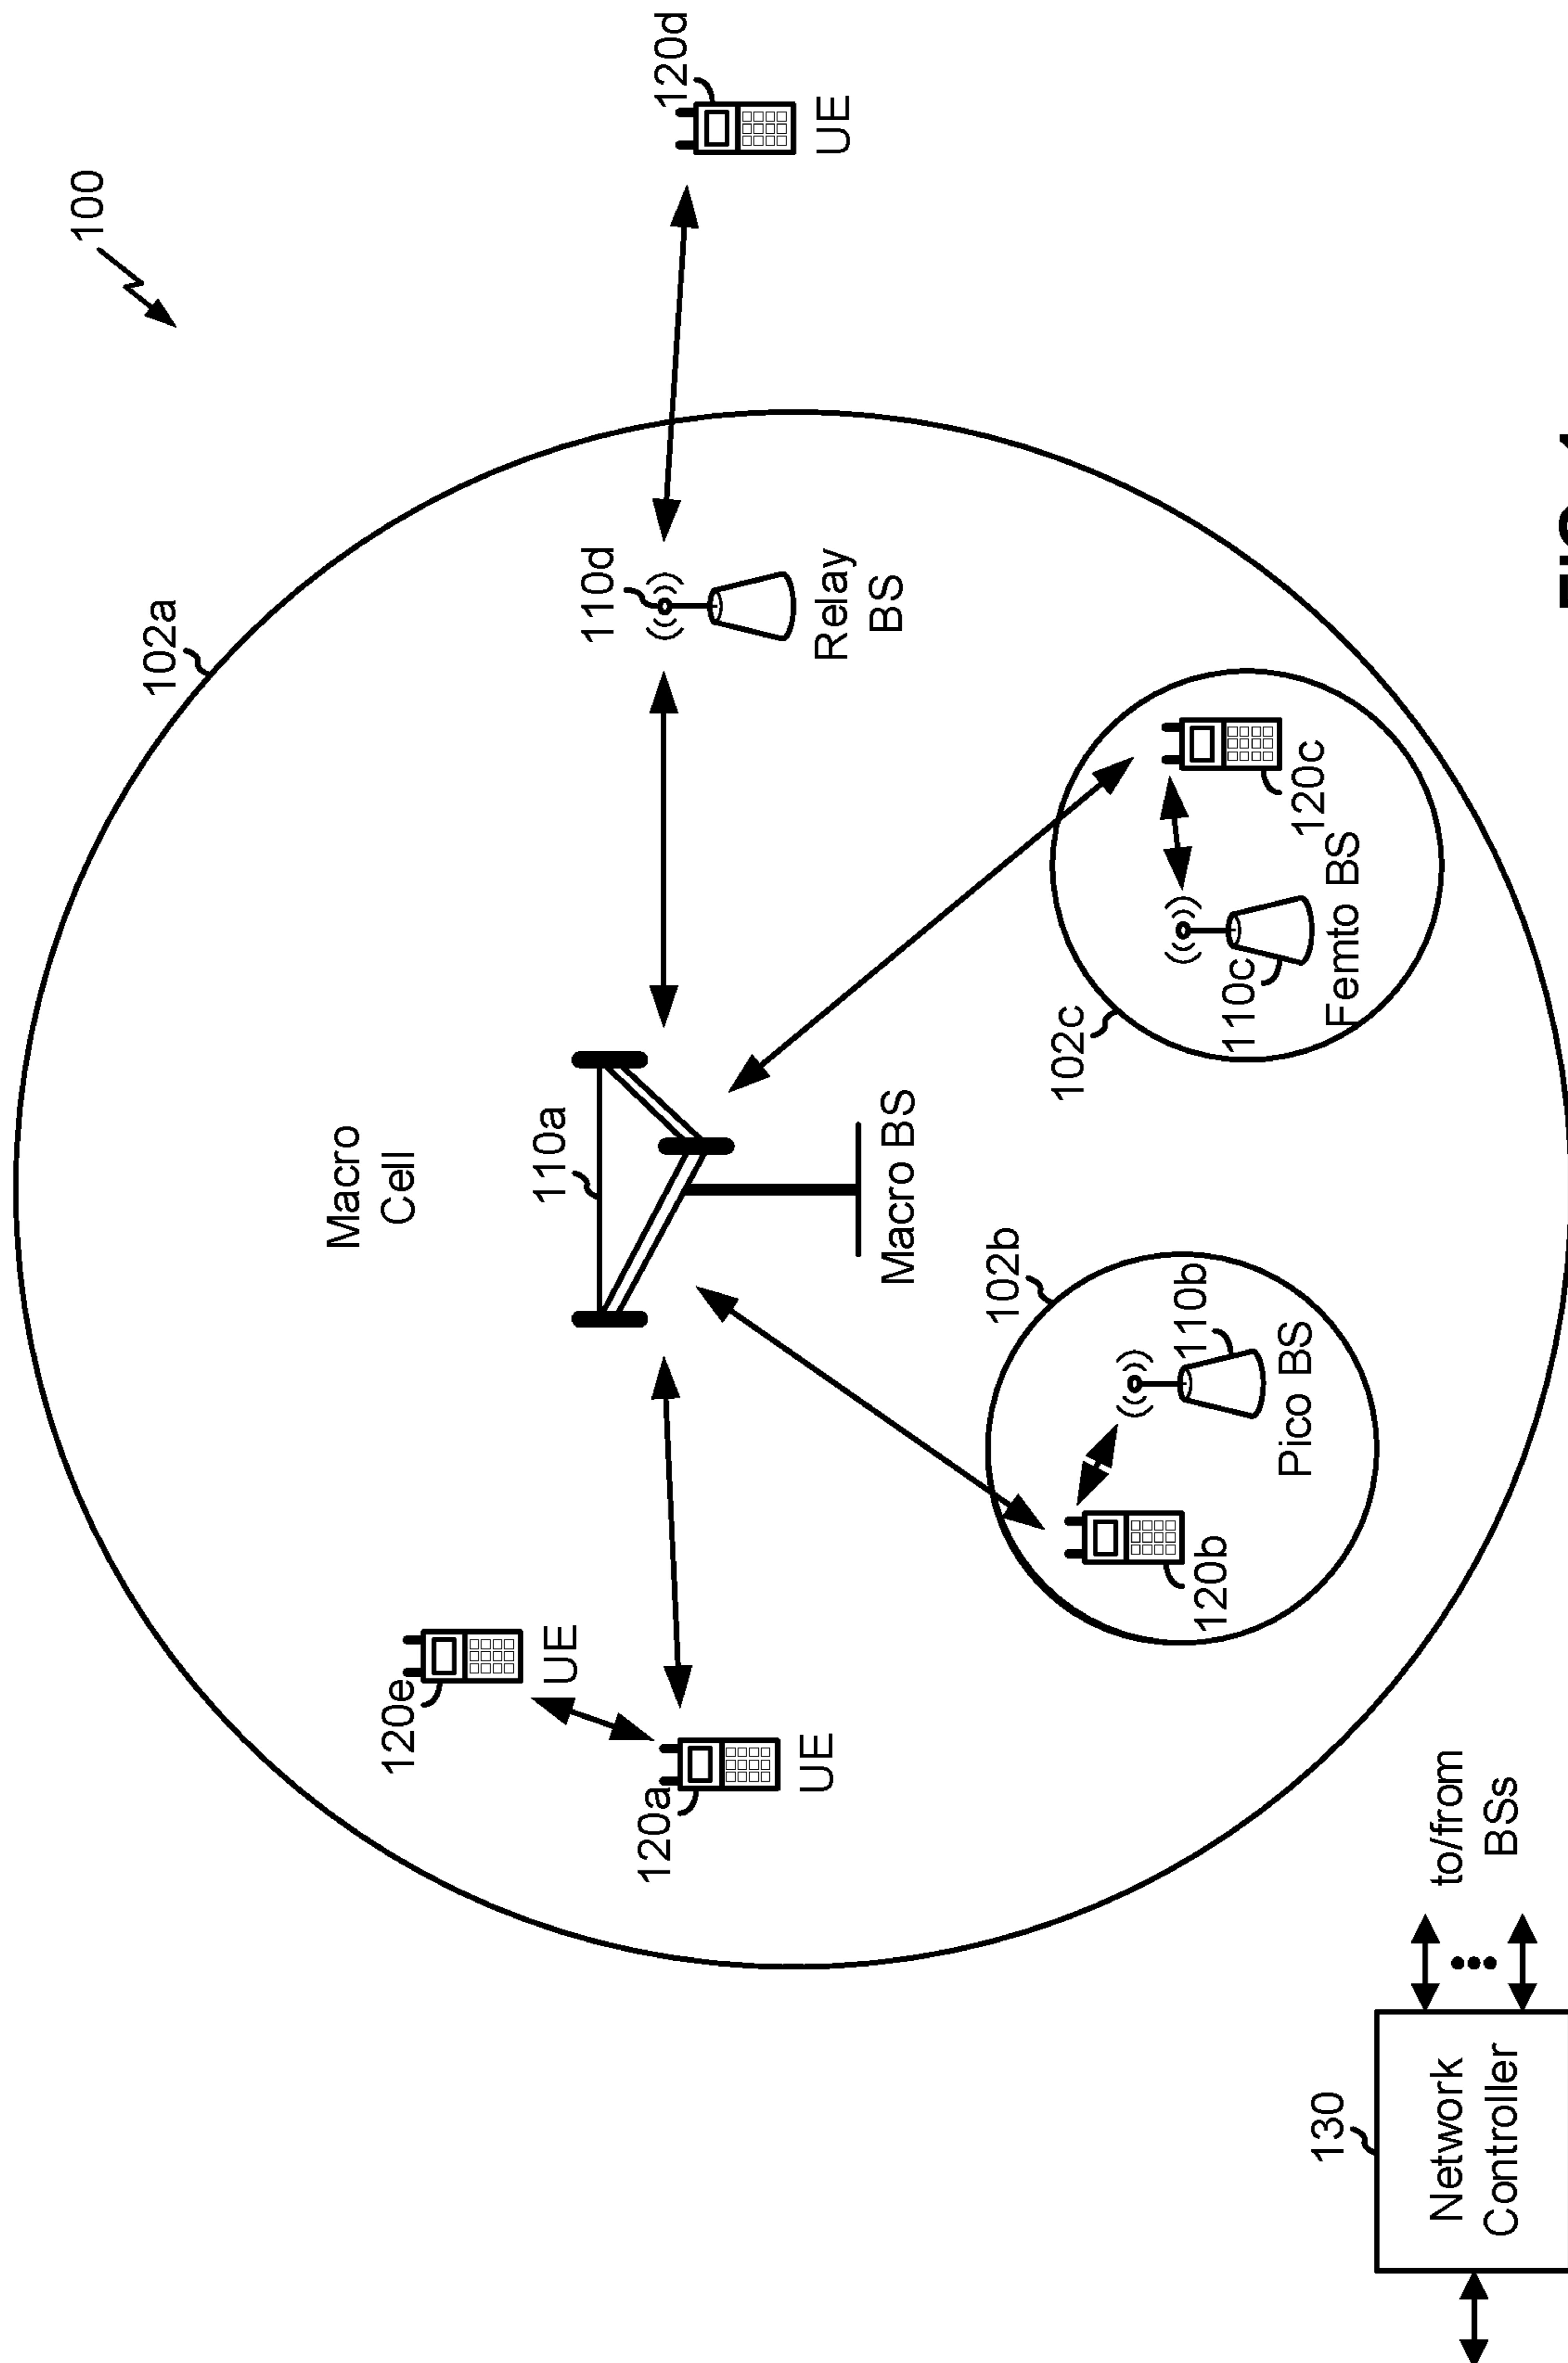 100
102a
Macro
Cell
120e
UE
110a
110d
120a
UE
120d
UE
Relay
BS
Macro BS
102b
102c
110b
120b
Pico BS
110c
120c
Femto BS
130
Network
Controller
to/from
BSs